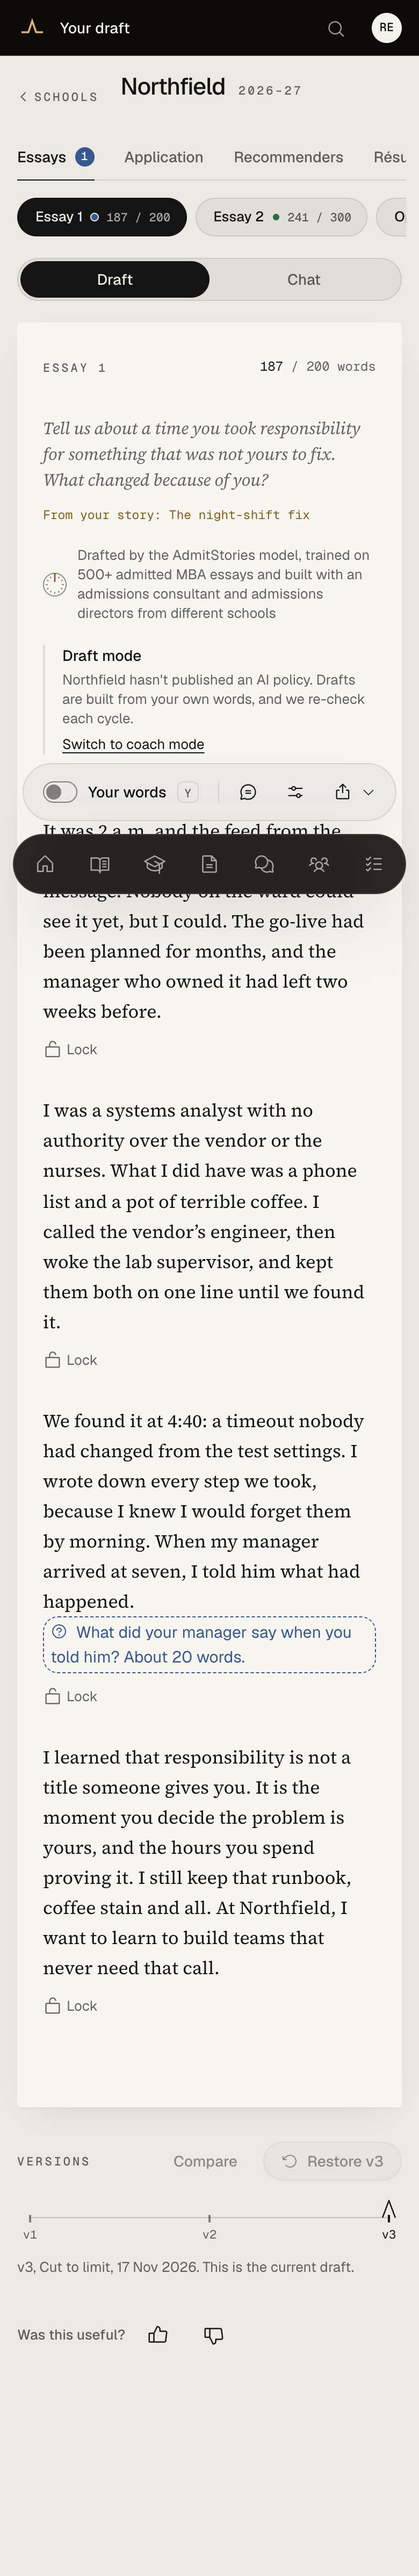 Your draft
RE
SCHOOLS
Northfield 2026-27
Essays 1 Application Recommenders Résu
Essay 1 187 / 200 Essay 2 241 / 300 O
Draft Chat
ESSAY 1 187 / 200 words
Tell us about a time you took responsibility
for something that was not yours to fix.
What changed because of you?
From your story: The night-shift fix
Drafted by the AdmitStories model, trained on
500+ admitted MBA essays and built with an
admissions consultant and admissions
directors from different schools
Draft mode
Northfield hasn't published an AI policy. Drafts
are built from your own words, and we re-check
each cycle.
Switch to coach mode
Your words Y
It was 2 a.m. and the feed from the
message. Nobody on the ward could
see it yet, but I could. The go-live had
been planned for months, and the
manager who owned it had left two
weeks before.
Lock
I was a systems analyst with no
authority over the vendor or the
nurses. What I did have was a phone
list and a pot of terrible coffee. I
called the vendor’s engineer, then
woke the lab supervisor, and kept
them both on one line until we found
it.
Lock
We found it at 4:40: a timeout nobody
had changed from the test settings. I
wrote down every step we took,
because I knew I would forget them
by morning. When my manager
arrived at seven, I told him what had
happened.
What did your manager say when you
told him? About 20 words.
Lock
I learned that responsibility is not a
title someone gives you. It is the
moment you decide the problem is
yours, and the hours you spend
proving it. I still keep that runbook,
coffee stain and all. At Northfield, I
want to learn to build teams that
never need that call.
Lock
VERSIONS Compare Restore v3
v1 v2 v3
v3, Cut to limit, 17 Nov 2026. This is the current draft.
Was this useful?